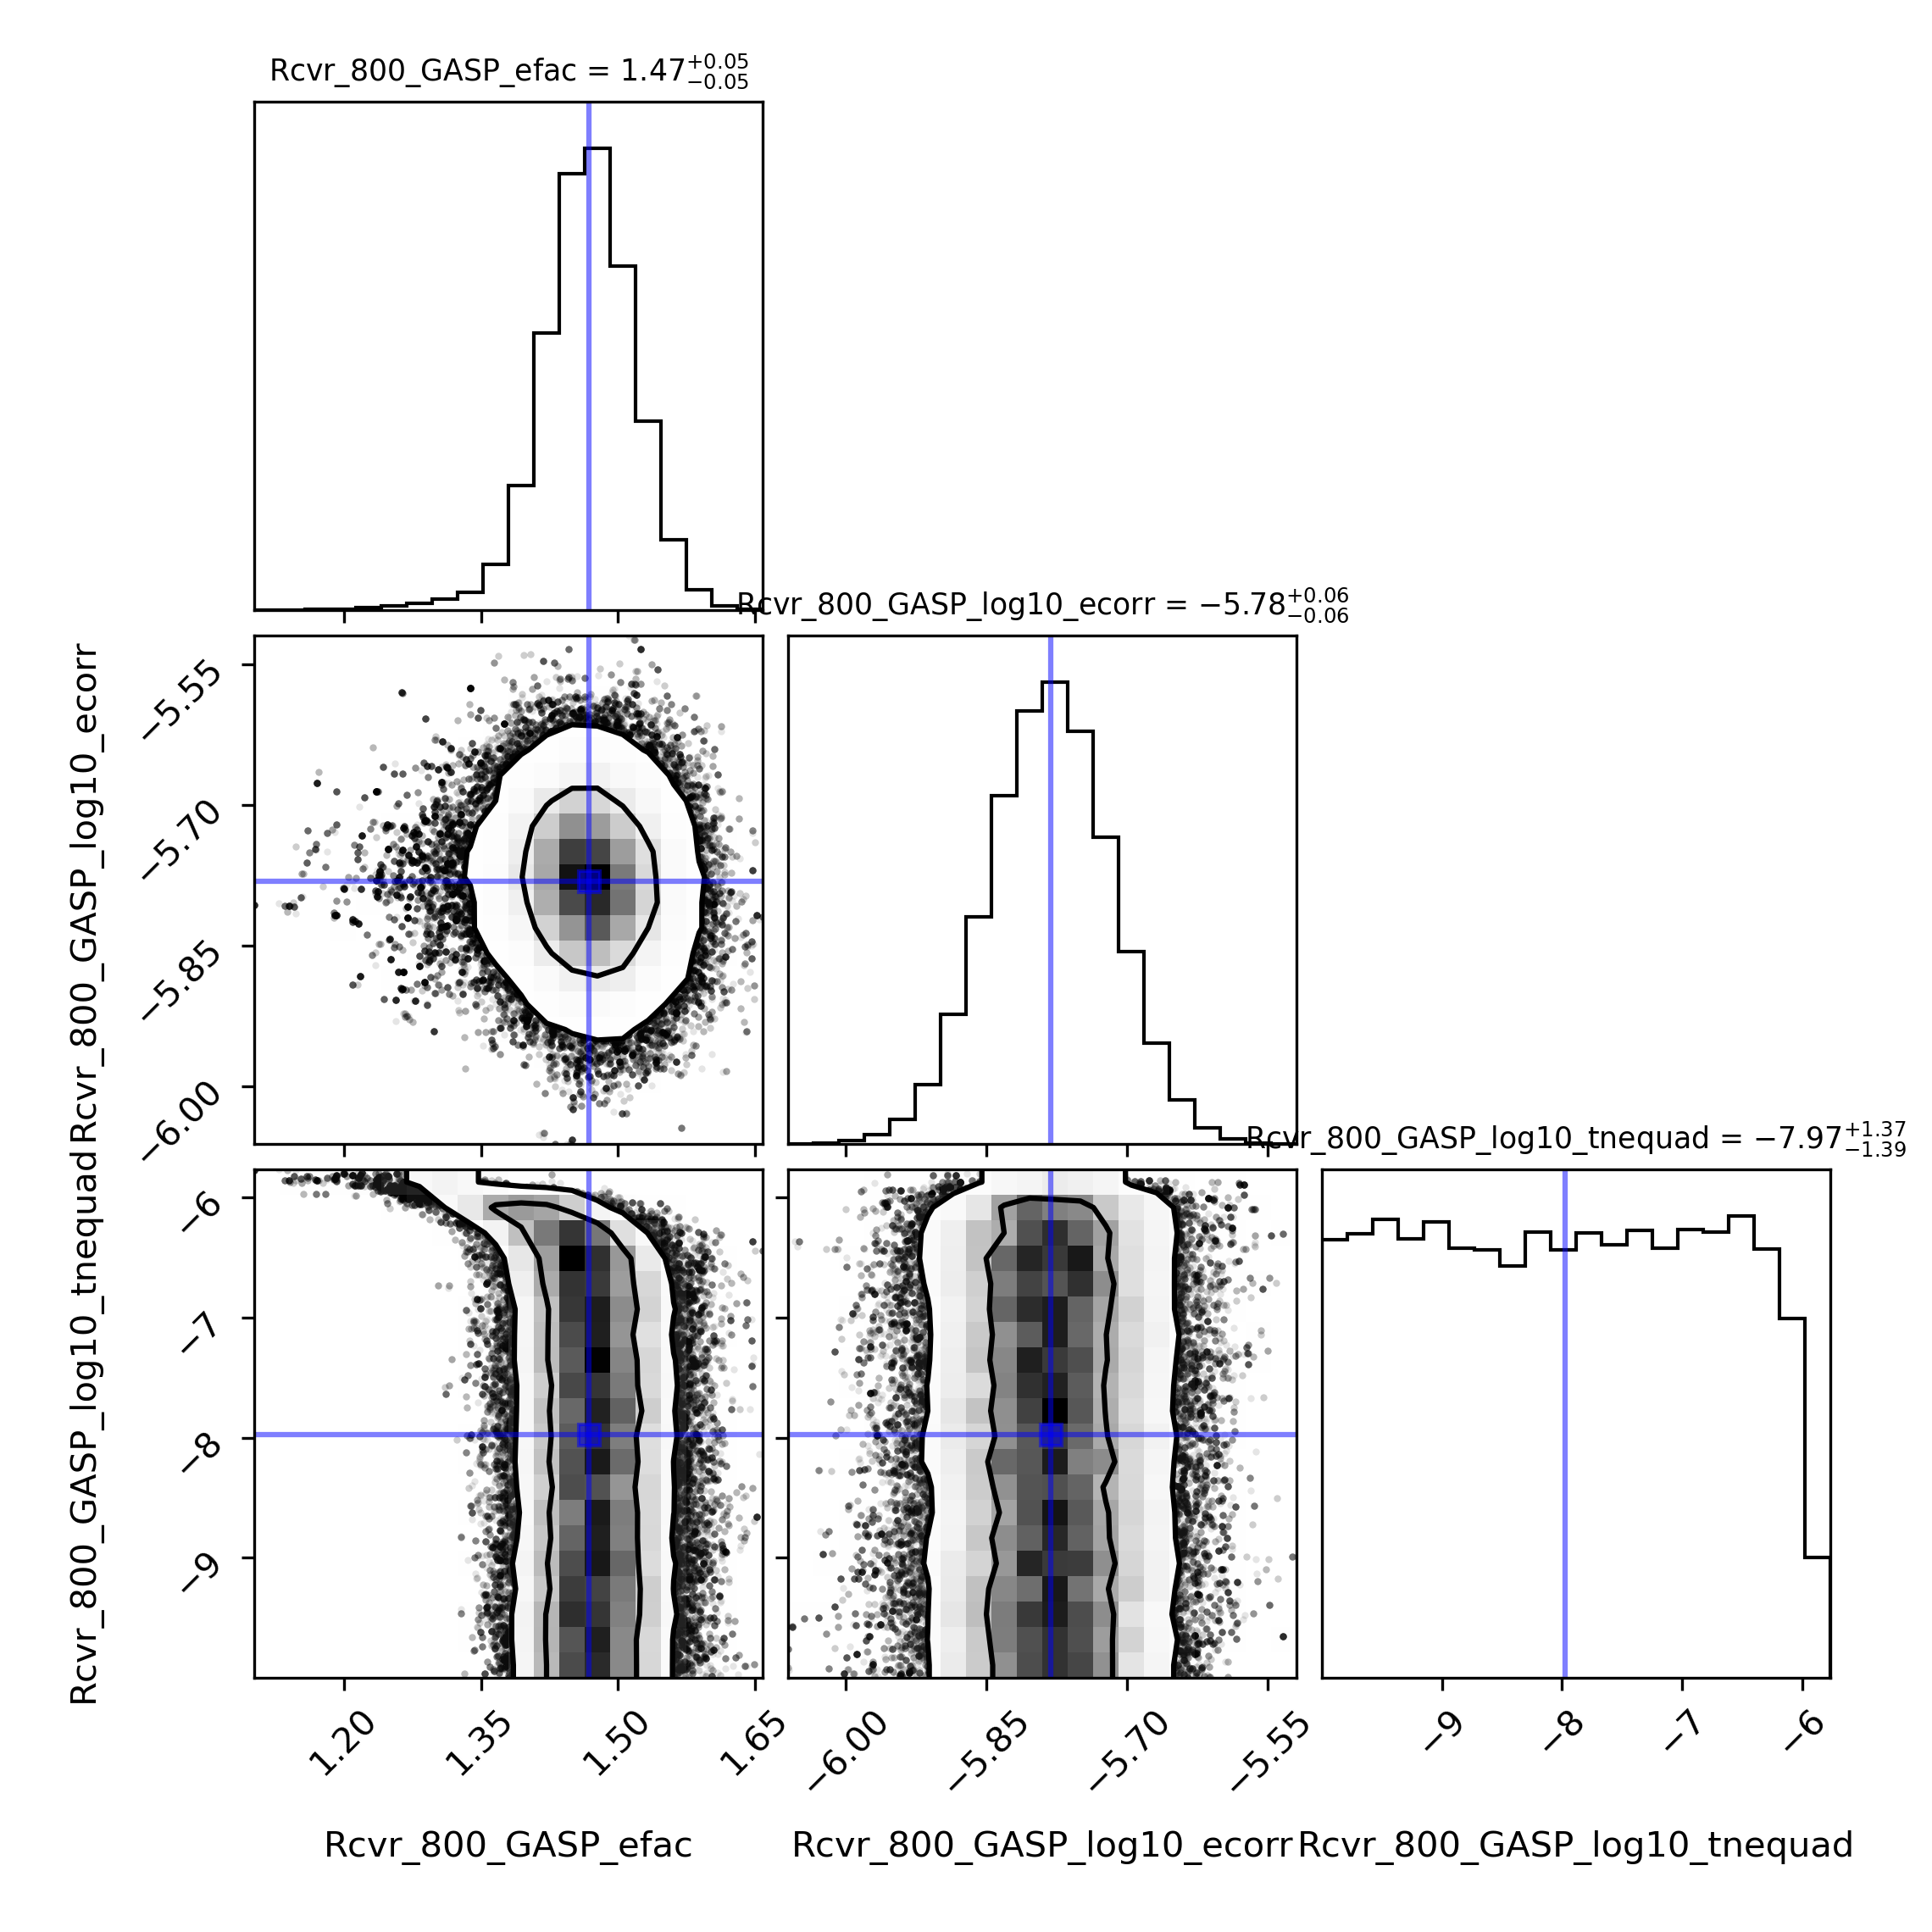 Rcvr_800_GASP_efac = 1.47+0.05−0.05
Rcvr_800_GASP_log10_ecorr = −5.78+0.06−0.06
Rcvr_800_GASP_log10_ecorr
−5.55
−5.70
−5.85
−6.00
Rcvr_800_GASP_log10_tnequad = −7.97+1.37−1.39
Rcvr_800_GASP_log10_tnequad
−6
−7
−8
−9
1.20 1.35 1.50 1.65
−6.00 −5.85 −5.70 −5.55
−9 −8 −7 −6
Rcvr_800_GASP_efac
Rcvr_800_GASP_log10_ecorr
Rcvr_800_GASP_log10_tnequad